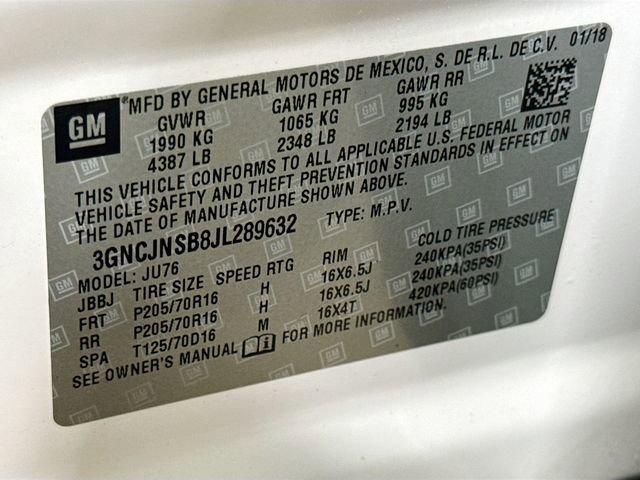 MFD BY GENERAL MOTORS DE MEXICO, S. DE R.L. DE C.V. 01/18
GM
GVWR GAWR FRT GAWR RR
1990 KG 1065 KG 995 KG
4387 LB 2348 LB 2194 LB
THIS VEHICLE CONFORMS TO ALL APPLICABLE U.S. FEDERAL MOTOR
VEHICLE SAFETY AND THEFT PREVENTION STANDARDS IN EFFECT ON
THE DATE OF MANUFACTURE SHOWN ABOVE.
3GNCJNSB8JL289632 TYPE: M.P.V.
MODEL: JU76
JBBJ TIRE SIZE SPEED RTG RIM COLD TIRE PRESSURE
FRT P205/70R16 H 16X6.5J 240KPA(35PSI)
RR P205/70R16 H 16X6.5J 240KPA(35PSI)
SPA T125/70D16 M 16X4T 420KPA(60PSI)
SEE OWNER'S MANUAL FOR MORE INFORMATION.